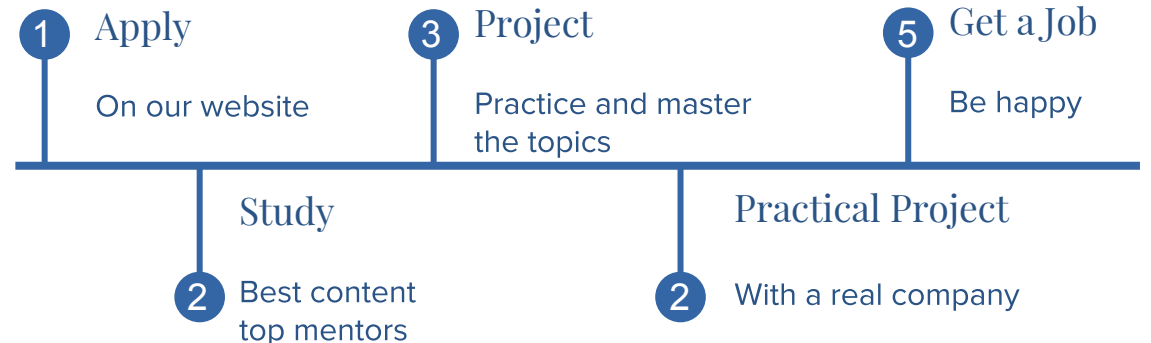 1 Apply
On our website
2 Study
Best content
top mentors
3 Project
Practice and master
the topics
2 Practical Project
With a real company
5 Get a Job
Be happy